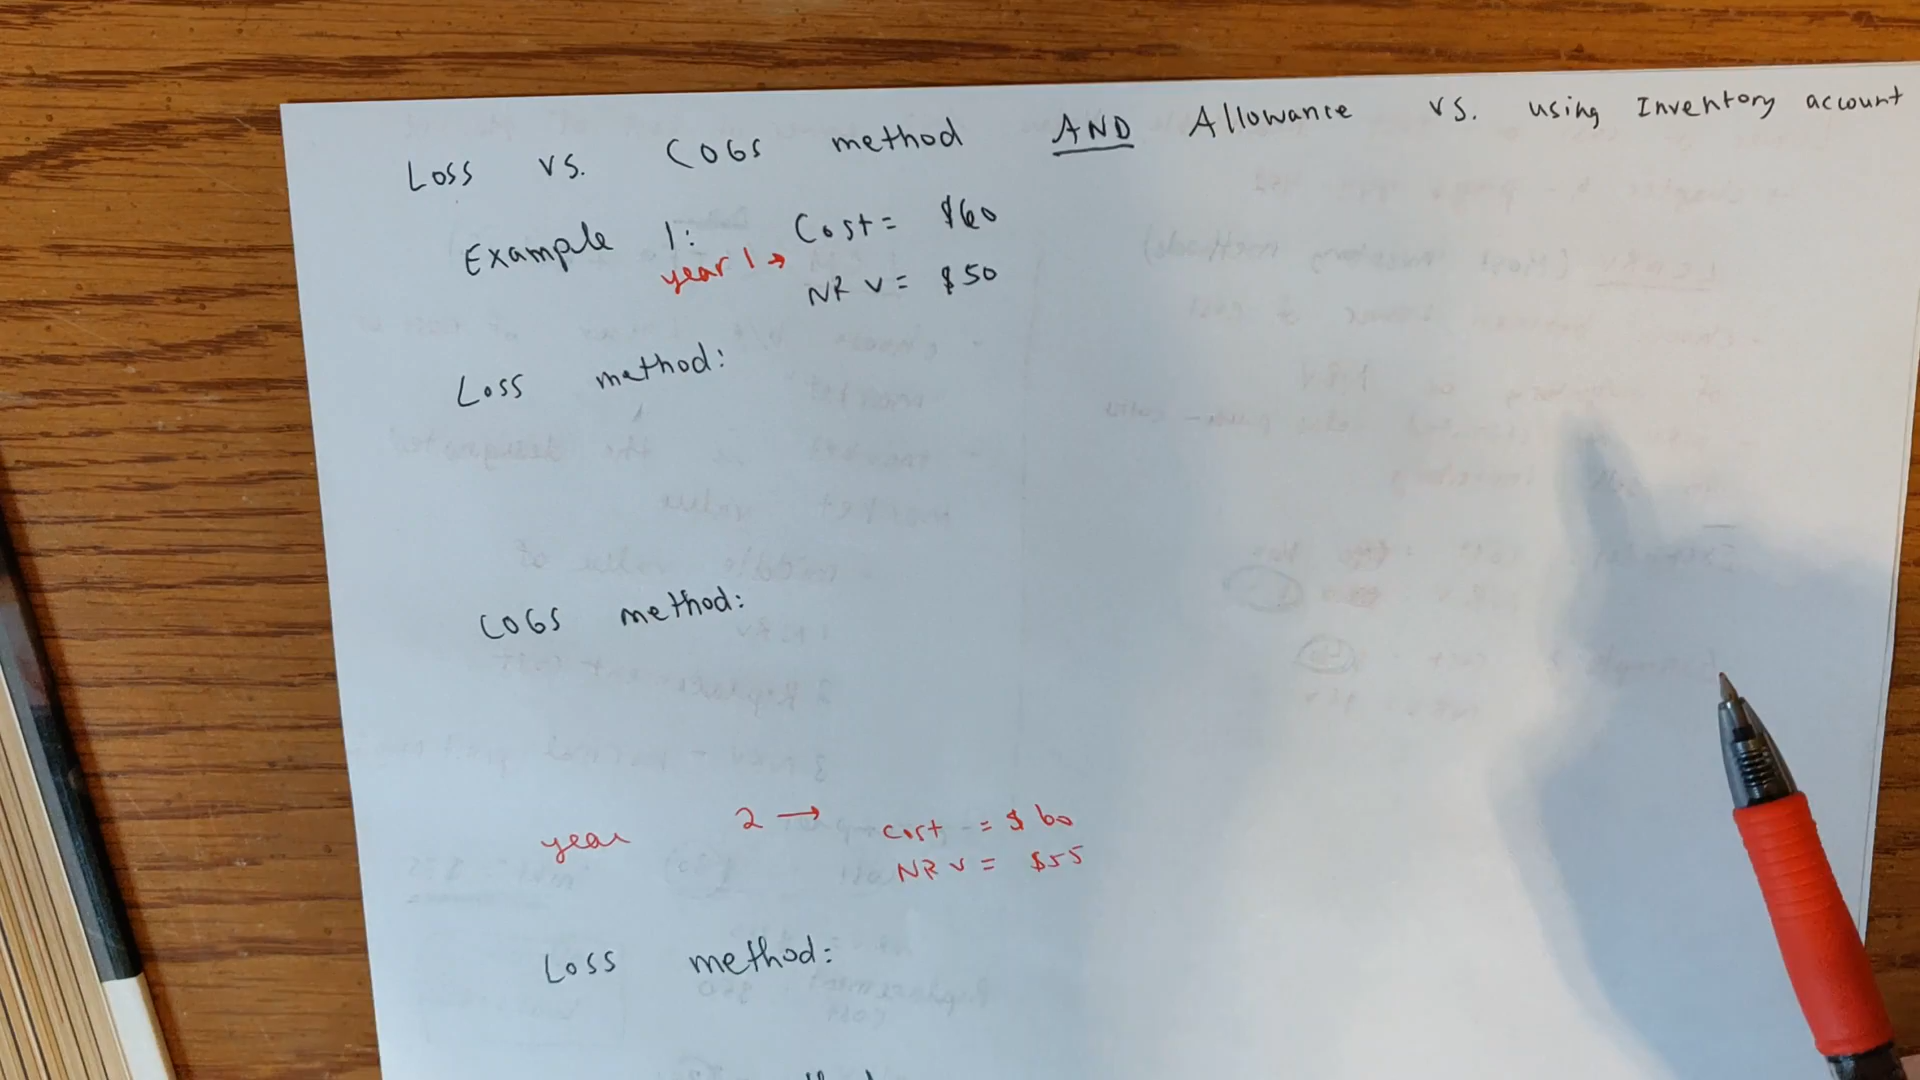 Loss vs. COGS method AND Allowance vs. using Inventory account
Example 1: Cost = $60
year 1 → NRV = $50
Loss method:
COGS method:
year 2 → cost = $60
NRV = $55
Loss method: